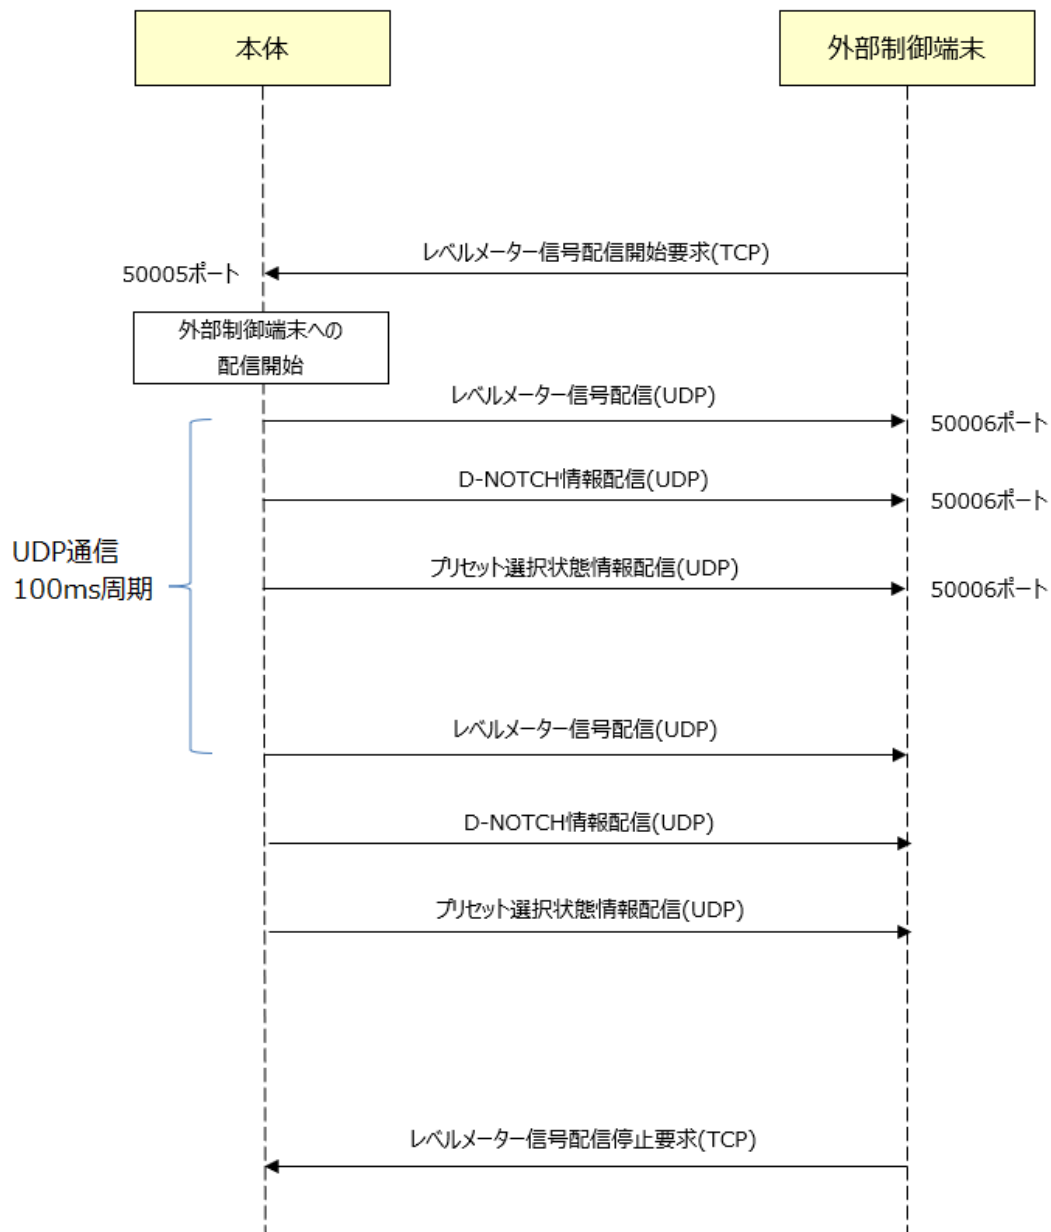 本体
外部制御端末
レベルメーター信号配信開始要求(TCP)
50005ポート
外部制御端末への
配信開始
レベルメーター信号配信(UDP)
50006ポート
D-NOTCH情報配信(UDP)
50006ポート
UDP通信
100ms周期
プリセット選択状態情報配信(UDP)
50006ポート
レベルメーター信号配信(UDP)
D-NOTCH情報配信(UDP)
プリセット選択状態情報配信(UDP)
レベルメーター信号配信停止要求(TCP)